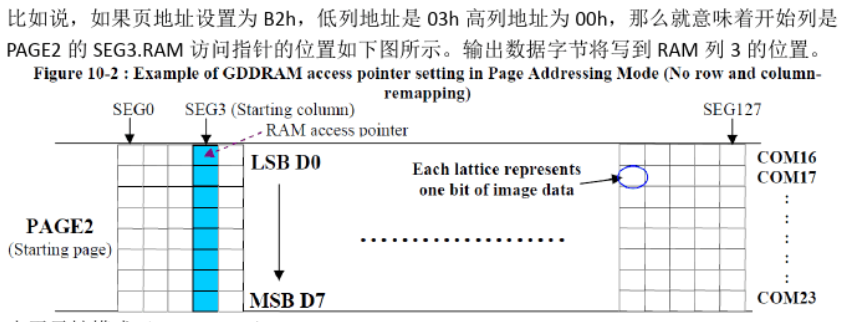 比如说，如果页地址设置为 B2h，低列地址是 03h 高列地址为 00h，那么就意味着开始列是
PAGE2 的 SEG3.RAM 访问指针的位置如下图所示。输出数据字节将写到 RAM 列 3 的位置。
Figure 10-2 : Example of GDDRAM access pointer setting in Page Addressing Mode (No row and column-
remapping)
SEG0
SEG3 (Starting column)
SEG127
RAM access pointer
LSB D0
Each lattice represents
one bit of image data
COM16
COM17
:
:
:
:
:
PAGE2
(Starting page)
....................
MSB D7
COM23